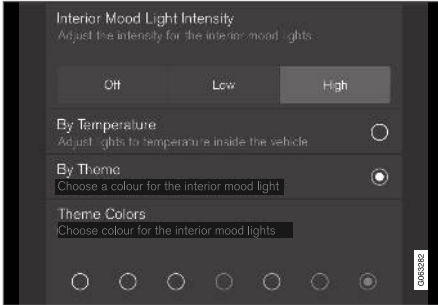 Interior Mood Light Intensity
Adjust the intensity for the interior mood lights
Off Low High
By Temperature
Adjust lights to temperature inside the vehicle
By Theme
Choose a colour for the interior mood light
Theme Colors
Choose colour for the interior mood lights
G063282